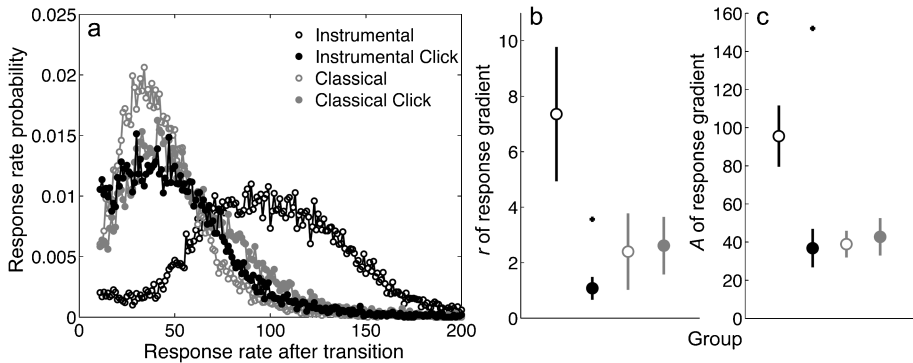 a
Instrumental
Instrumental Click
Classical
Classical Click
Response rate probability
0.025
0.02
0.015
0.01
0.005
0
0 50 100 150 200
Response rate after transition
b
r of response gradient
10
8
6
4
2
0
c
A of response gradient
160
140
120
100
80
60
40
20
0
Group